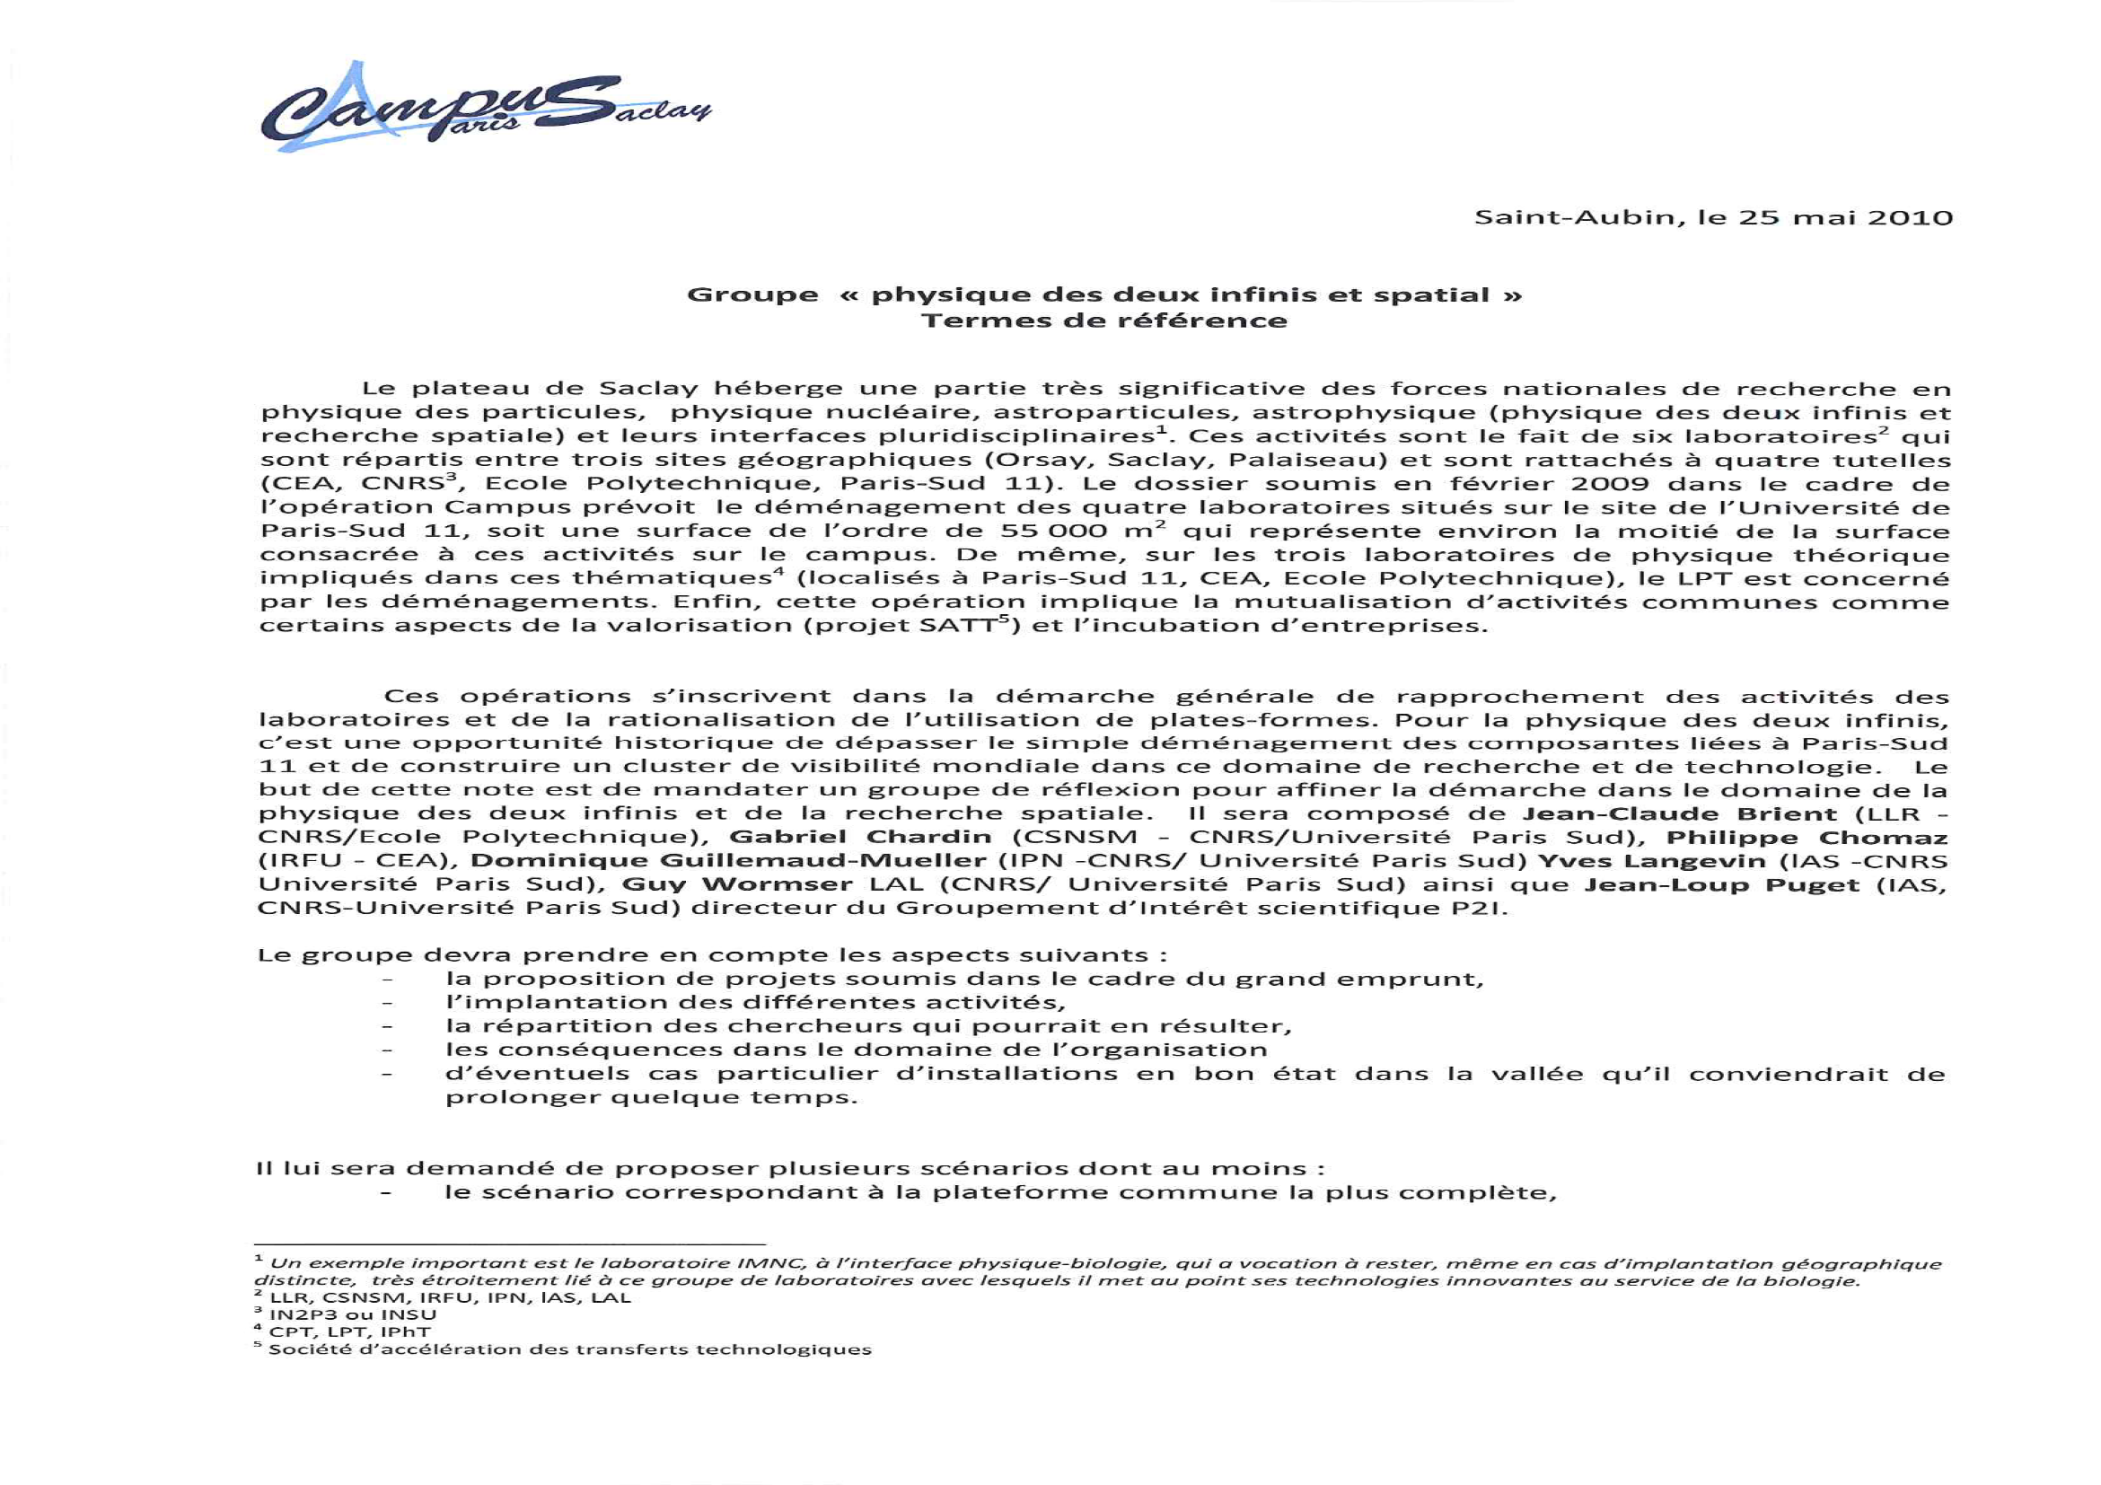 Campus Paris Saclay
Saint-Aubin, le 25 mai 2010
Groupe « physique des deux infinis et spatial »
Termes de référence
Le plateau de Saclay héberge une partie très significative des forces nationales de recherche en
physique des particules, physique nucléaire, astroparticules, astrophysique (physique des deux infinis et
recherche spatiale) et leurs interfaces pluridisciplinaires¹. Ces activités sont le fait de six laboratoires² qui
sont répartis entre trois sites géographiques (Orsay, Saclay, Palaiseau) et sont rattachés à quatre tutelles
(CEA, CNRS³, Ecole Polytechnique, Paris-Sud 11). Le dossier soumis en février 2009 dans le cadre de
l'opération Campus prévoit le déménagement des quatre laboratoires situés sur le site de l'Université de
Paris-Sud 11, soit une surface de l'ordre de 55 000 m² qui représente environ la moitié de la surface
consacrée à ces activités sur le campus. De même, sur les trois laboratoires de physique théorique
impliqués dans ces thématiques⁴ (localisés à Paris-Sud 11, CEA, Ecole Polytechnique), le LPT est concerné
par les déménagements. Enfin, cette opération implique la mutualisation d'activités communes comme
certains aspects de la valorisation (projet SATT⁵) et l'incubation d'entreprises.
Ces opérations s'inscrivent dans la démarche générale de rapprochement des activités des
laboratoires et de la rationalisation de l'utilisation de plates-formes. Pour la physique des deux infinis,
c'est une opportunité historique de dépasser le simple déménagement des composantes liées à Paris-Sud
11 et de construire un cluster de visibilité mondiale dans ce domaine de recherche et de technologie. Le
but de cette note est de mandater un groupe de réflexion pour affiner la démarche dans le domaine de la
physique des deux infinis et de la recherche spatiale. Il sera composé de Jean-Claude Brient (LLR -
CNRS/Ecole Polytechnique), Gabriel Chardin (CSNSM - CNRS/Université Paris Sud), Philippe Chomaz
(IRFU - CEA), Dominique Guillemaud-Mueller (IPN -CNRS/ Université Paris Sud) Yves Langevin (IAS -CNRS
Université Paris Sud), Guy Wormser LAL (CNRS/ Université Paris Sud) ainsi que Jean-Loup Puget (IAS,
CNRS-Université Paris Sud) directeur du Groupement d'Intérêt scientifique P2I.
Le groupe devra prendre en compte les aspects suivants :
- la proposition de projets soumis dans le cadre du grand emprunt,
- l'implantation des différentes activités,
- la répartition des chercheurs qui pourrait en résulter,
- les conséquences dans le domaine de l'organisation
- d'éventuels cas particulier d'installations en bon état dans la vallée qu'il conviendrait de
prolonger quelque temps.
Il lui sera demandé de proposer plusieurs scénarios dont au moins :
- le scénario correspondant à la plateforme commune la plus complète,
¹ Un exemple important est le laboratoire IMNC, à l'interface physique-biologie, qui a vocation à rester, même en cas d'implantation géographique
distincte, très étroitement lié à ce groupe de laboratoires avec lesquels il met au point ses technologies innovantes au service de la biologie.
² LLR, CSNSM, IRFU, IPN, IAS, LAL
³ IN2P3 ou INSU
⁴ CPT, LPT, IPhT
⁵ Société d'accélération des transferts technologiques